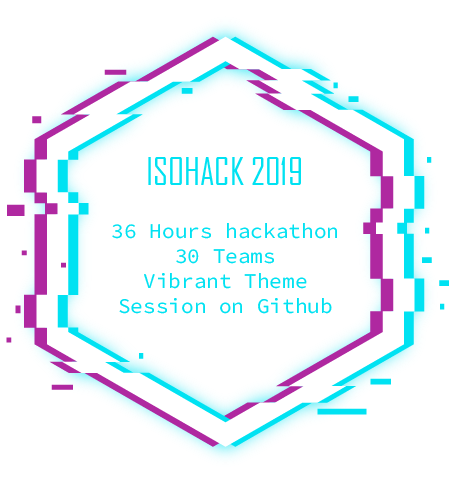 ISOHACK 2019
36 Hours hackathon
30 Teams
Vibrant Theme
Session on Github